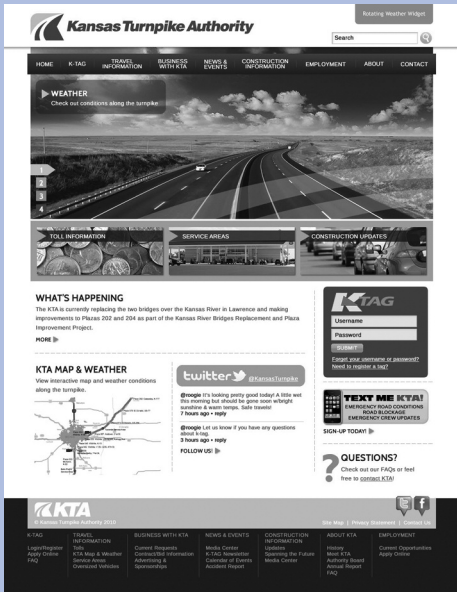 Rotating Weather Widget
Kansas Turnpike Authority
Search
HOME K-TAG TRAVEL INFORMATION BUSINESS WITH KTA NEWS & EVENTS CONSTRUCTION INFORMATION EMPLOYMENT ABOUT CONTACT
WEATHER
Check out conditions along the turnpike
1
2
3
4
TOLL INFORMATION
SERVICE AREAS
CONSTRUCTION UPDATES
WHAT'S HAPPENING
The KTA is currently replacing the two bridges over the Kansas River in Lawrence and making
improvements to Plazas 202 and 204 as part of the Kansas River Bridges Replacement and Plaza
Improvement Project.
MORE
KTAG
Username
Password
SUBMIT
Forget your username or password?
Need to register a tag?
KTA MAP & WEATHER
View interactive map and weather conditions
along the turnpike.
twitter @KansasTurnpike
@roogie It's looking pretty good today! A little wet
this morning but should be gone soon w/bright
sunshine & warm temps. Safe travels!
7 hours ago • reply
@roogie Let us know if you have any questions
about k-tag.
3 hours ago • reply
FOLLOW US!
TEXT ME KTA!
EMERGENCY ROAD CONDITIONS
ROAD BLOCKAGE
EMERGENCY CREW UPDATES
SIGN-UP TODAY!
QUESTIONS?
Check out our FAQs or feel
free to contact KTA!
KTA
© Kansas Turnpike Authority 2010
Site Map | Privacy Statement | Contact Us
K-TAG
Login/Register
Apply Online
FAQ
TRAVEL
INFORMATION
Tolls
KTA Map & Weather
Service Areas
Oversized Vehicles
BUSINESS WITH KTA
Current Requests
Contract/Bid Information
Advertising &
Sponsorships
NEWS & EVENTS
Media Center
K-TAG Newsletter
Calendar of Events
Accident Report
CONSTRUCTION
INFORMATION
Updates
Spanning the Future
Media Center
ABOUT KTA
History
Meet KTA
Authority Board
Annual Report
FAQ
EMPLOYMENT
Current Opportunities
Apply Online